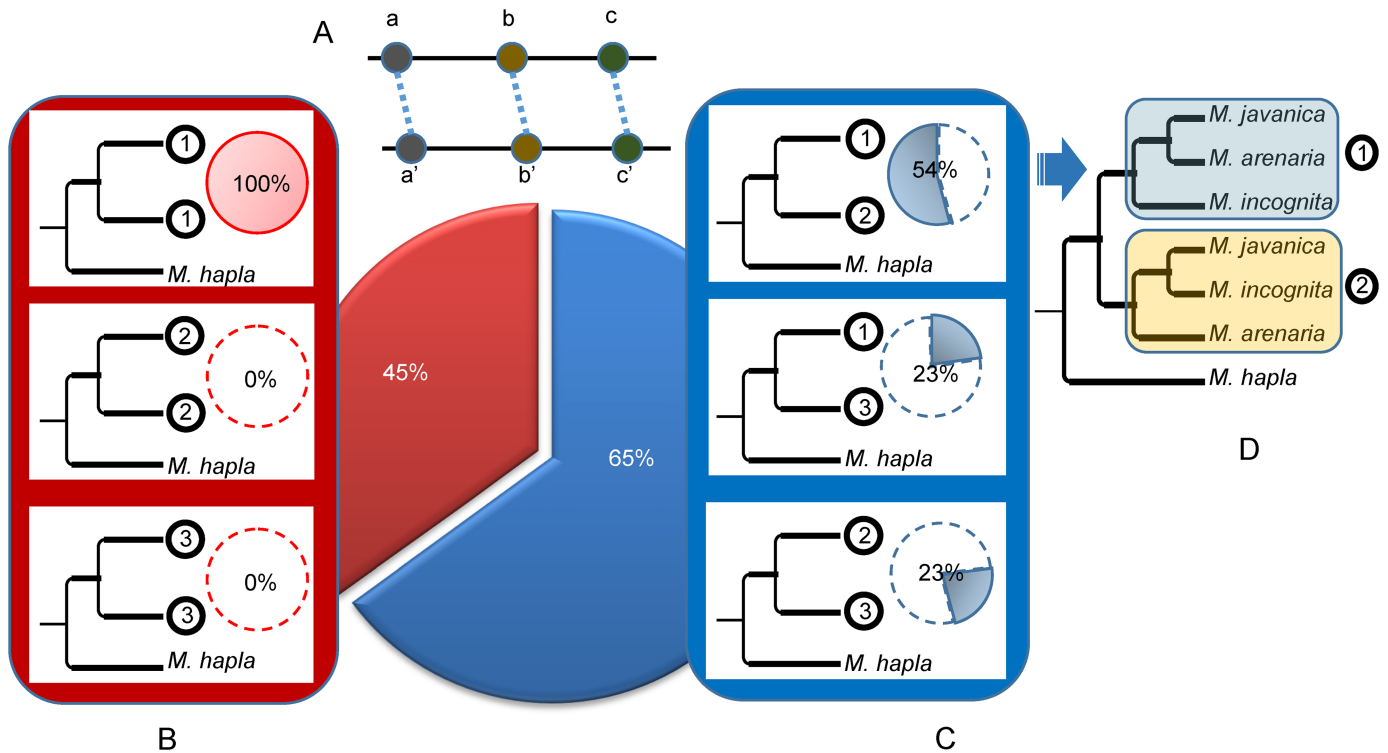 A
a
b
c
a’
b’
c’
1
100%
1
M. hapla
2
0%
2
M. hapla
3
0%
3
M. hapla
B
45%
65%
1
54%
2
M. hapla
1
23%
3
M. hapla
2
23%
3
M. hapla
C
M. javanica
M. arenaria
1
M. incognita
M. javanica
M. incognita
2
M. arenaria
M. hapla
D